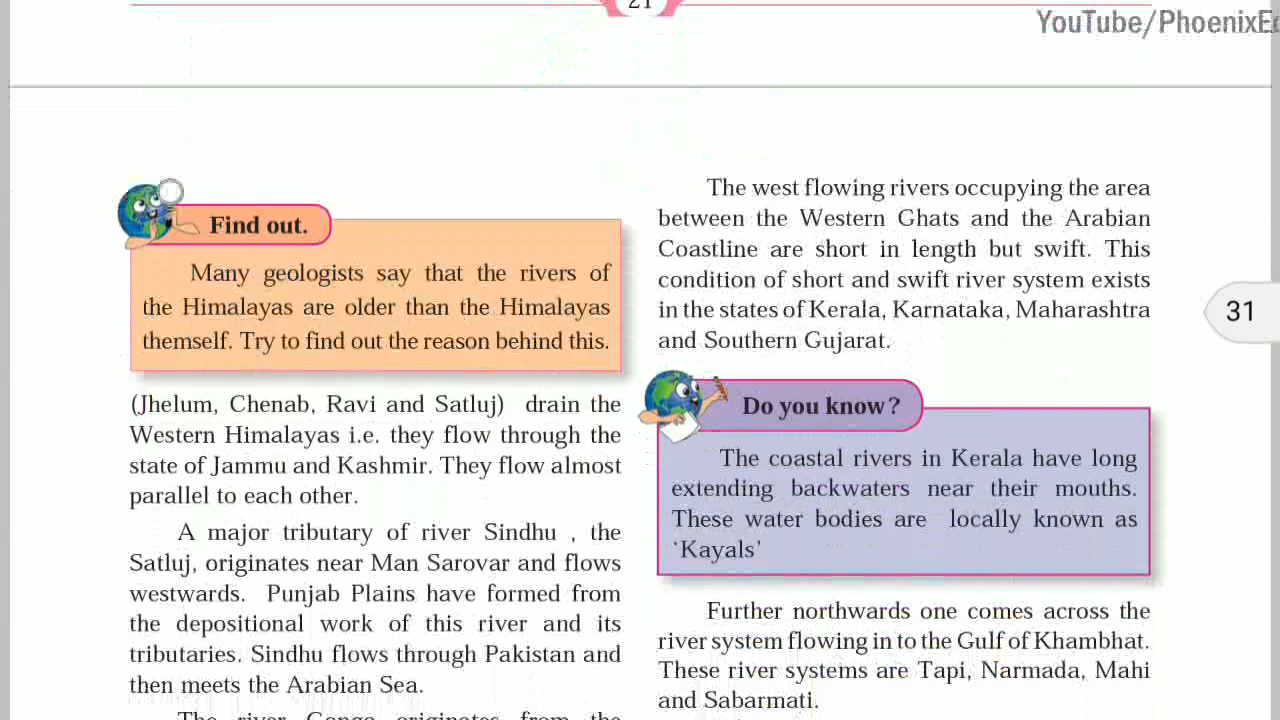 21
YouTube/PhoenixEd
Find out.
Many geologists say that the rivers of
the Himalayas are older than the Himalayas
themself. Try to find out the reason behind this.
(Jhelum, Chenab, Ravi and Satluj) drain the
Western Himalayas i.e. they flow through the
state of Jammu and Kashmir. They flow almost
parallel to each other.
A major tributary of river Sindhu , the
Satluj, originates near Man Sarovar and flows
westwards. Punjab Plains have formed from
the depositional work of this river and its
tributaries. Sindhu flows through Pakistan and
then meets the Arabian Sea.
The river Ganga originates from the
The west flowing rivers occupying the area
between the Western Ghats and the Arabian
Coastline are short in length but swift. This
condition of short and swift river system exists
in the states of Kerala, Karnataka, Maharashtra
and Southern Gujarat.
Do you know?
The coastal rivers in Kerala have long
extending backwaters near their mouths.
These water bodies are locally known as
‘Kayals’
Further northwards one comes across the
river system flowing in to the Gulf of Khambhat.
These river systems are Tapi, Narmada, Mahi
and Sabarmati.
31